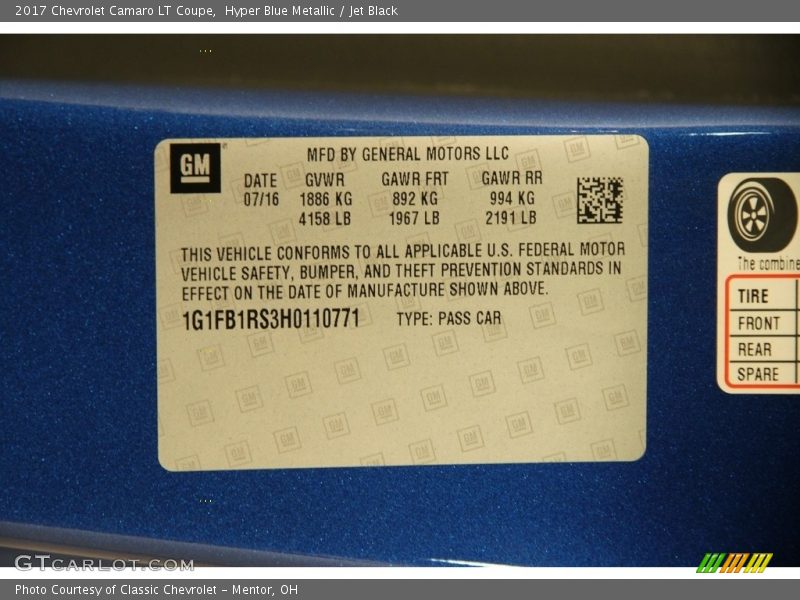 2017 Chevrolet Camaro LT Coupe,  Hyper Blue Metallic / Jet Black
GM
MFD BY GENERAL MOTORS LLC
DATE GVWR GAWR FRT GAWR RR
07/16 1886 KG 892 KG 994 KG
4158 LB 1967 LB 2191 LB
THIS VEHICLE CONFORMS TO ALL APPLICABLE U.S. FEDERAL MOTOR
VEHICLE SAFETY, BUMPER, AND THEFT PREVENTION STANDARDS IN
EFFECT ON THE DATE OF MANUFACTURE SHOWN ABOVE.
1G1FB1RS3H0110771 TYPE: PASS CAR
The combine
TIRE
FRONT
REAR
SPARE
GTCARLOT.COM
Photo Courtesy of Classic Chevrolet - Mentor, OH